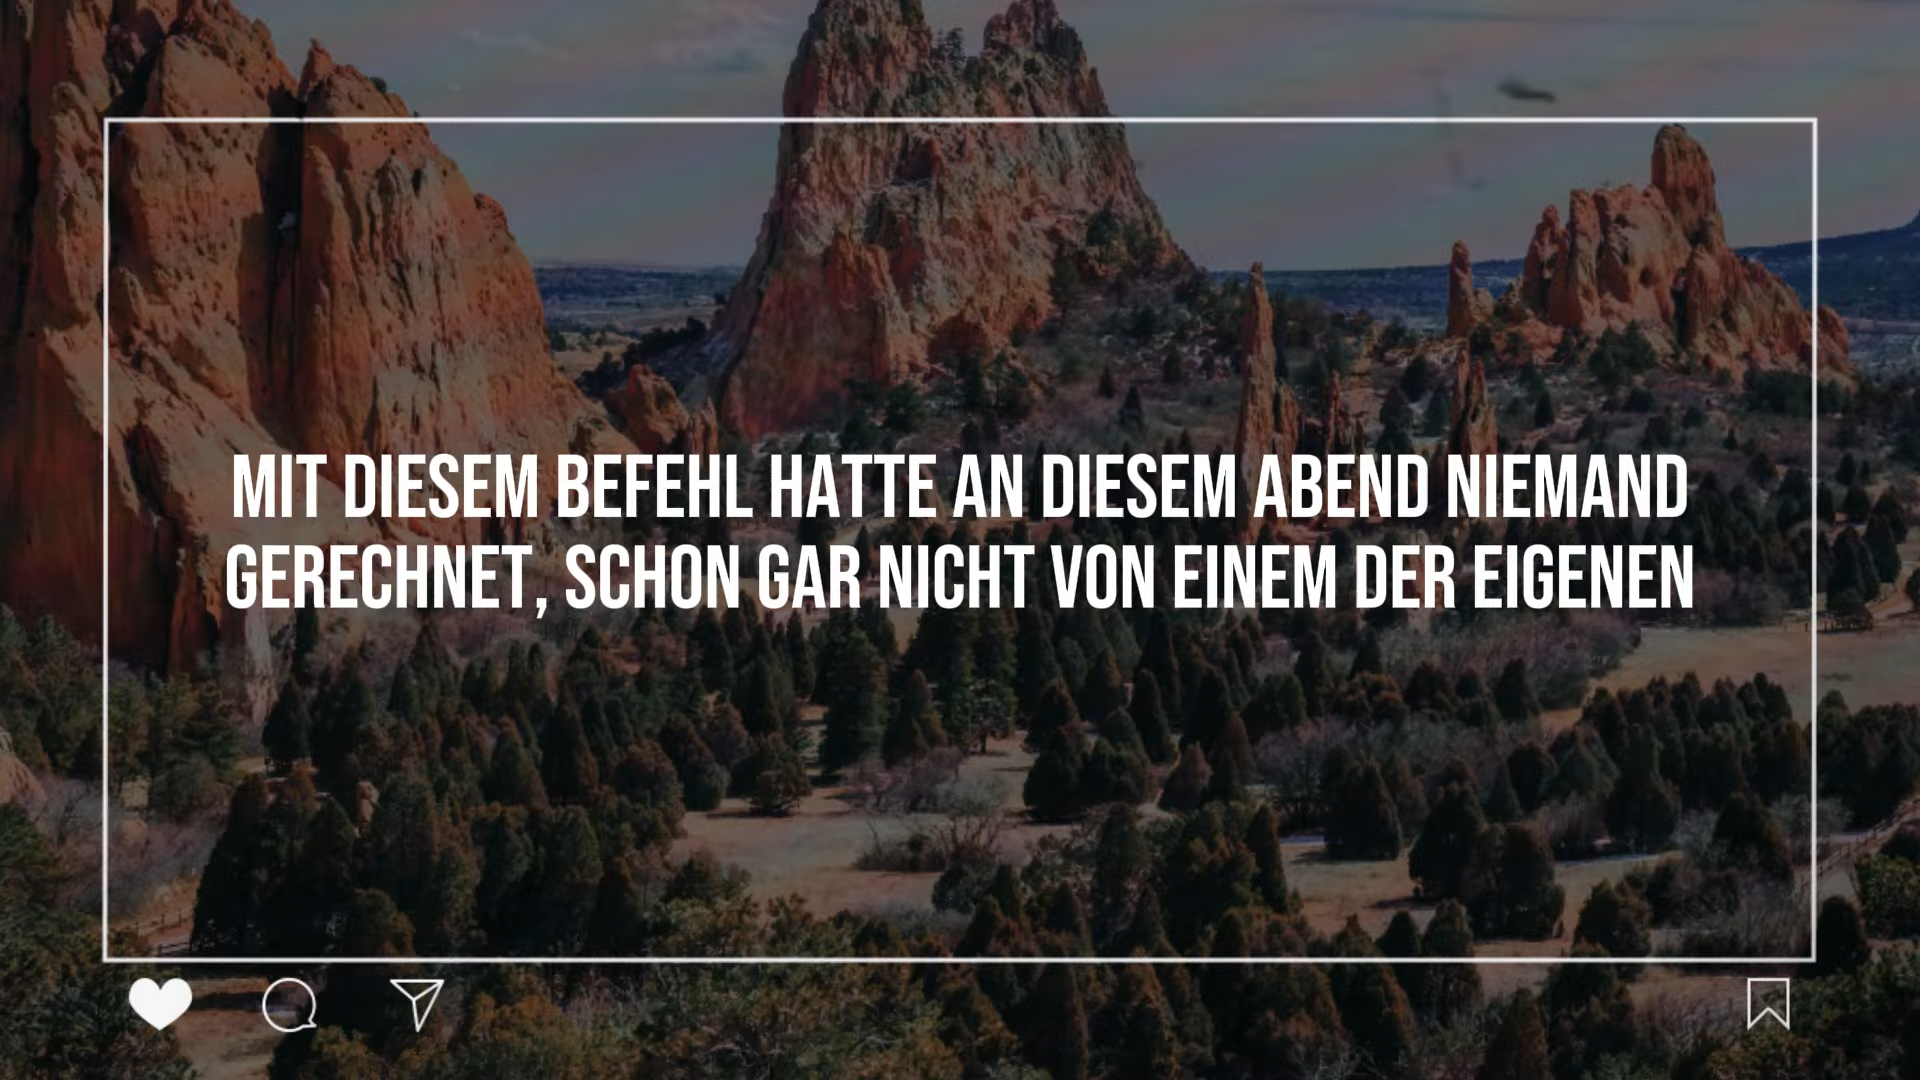 MIT DIESEM BEFEHL HATTE AN DIESEM ABEND NIEMAND
GERECHNET, SCHON GAR NICHT VON EINEM DER EIGENEN